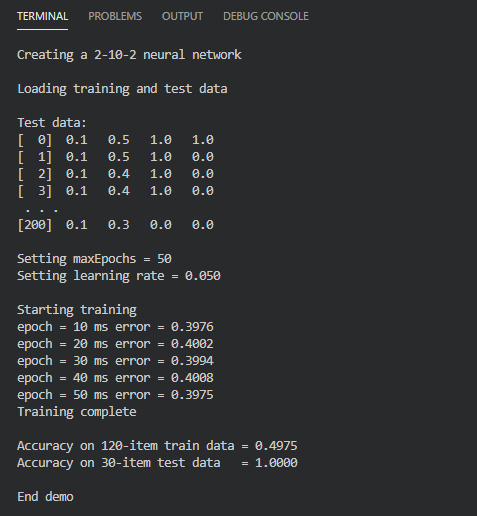 TERMINAL PROBLEMS OUTPUT DEBUG CONSOLE
Creating a 2-10-2 neural network
Loading training and test data
Test data:
[  0]  0.1   0.5   1.0   1.0
[  1]  0.1   0.5   1.0   0.0
[  2]  0.1   0.4   1.0   0.0
[  3]  0.1   0.4   1.0   0.0
 . . .
[200]  0.1   0.3   0.0   0.0
Setting maxEpochs = 50
Setting learning rate = 0.050
Starting training
epoch = 10 ms error = 0.3976
epoch = 20 ms error = 0.4002
epoch = 30 ms error = 0.3994
epoch = 40 ms error = 0.4008
epoch = 50 ms error = 0.3975
Training complete
Accuracy on 120-item train data = 0.4975
Accuracy on 30-item test data   = 1.0000
End demo